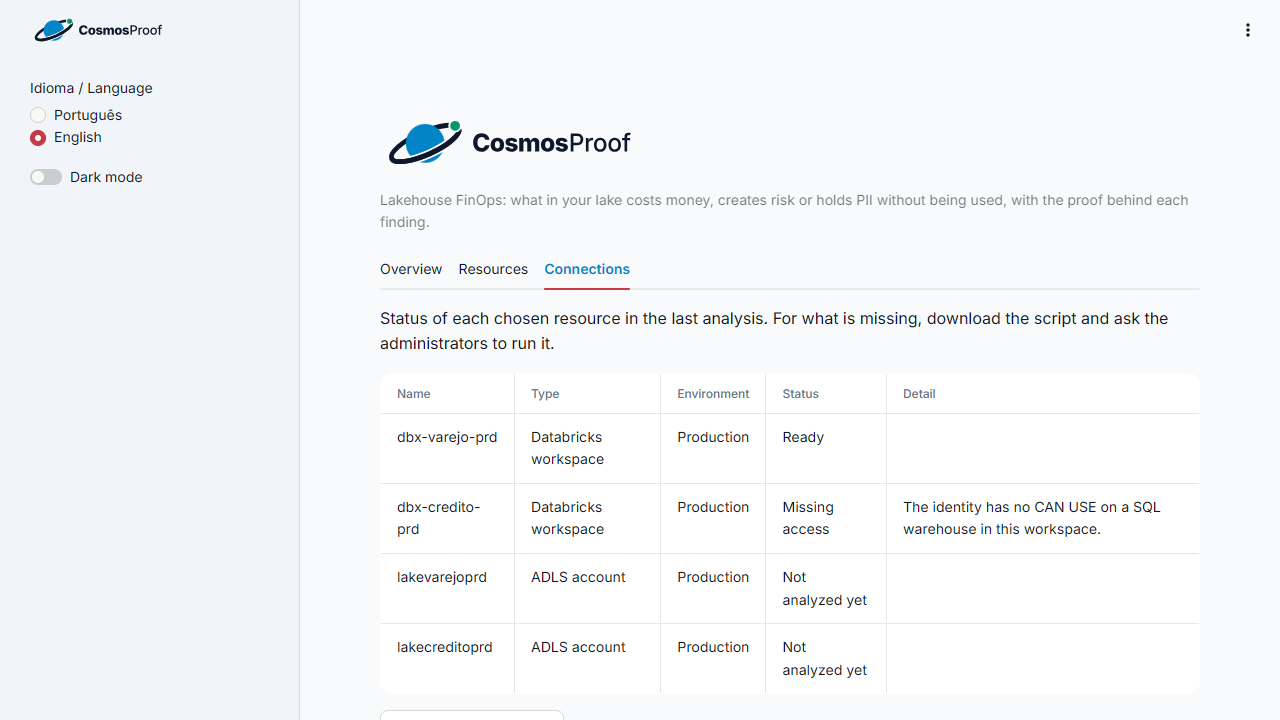 CosmosProof
Idioma / Language
Português
English
Dark mode
CosmosProof
Lakehouse FinOps: what in your lake costs money, creates risk or holds PII without being used, with the proof behind each
finding.
Overview Resources Connections
Status of each chosen resource in the last analysis. For what is missing, download the script and ask the
administrators to run it.
Name Type Environment Status Detail
dbx-varejo-prd Databricks Production Ready
workspace
dbx-credito- Databricks Production Missing The identity has no CAN USE on a SQL
prd workspace access warehouse in this workspace.
lakevarejoprd ADLS account Production Not
analyzed yet
lakecreditoprd ADLS account Production Not
analyzed yet